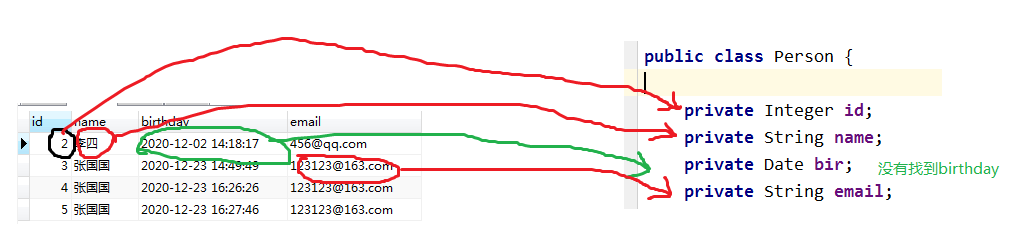 public class Person {
private Integer id;
private String name;
private Date bir; 没有找到birthday
private String email;
id name birthday email
2 李四 2020-12-02 14:18:17 456@qq.com
3 张国国 2020-12-23 14:49:49 123123@163.com
4 张国国 2020-12-23 16:26:26 123123@163.com
5 张国国 2020-12-23 16:27:46 123123@163.com